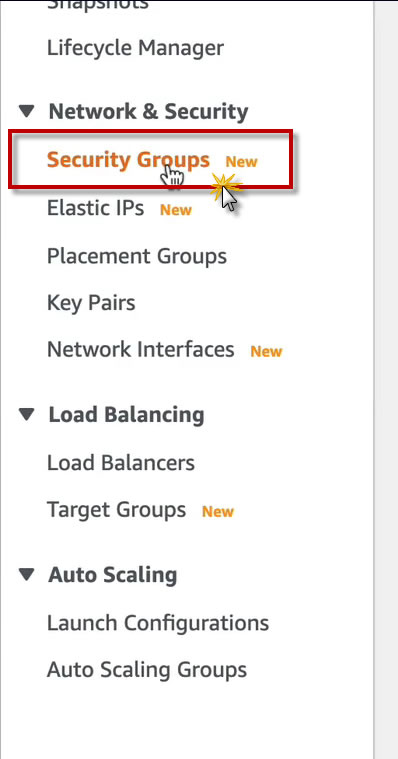 Snapshots
Lifecycle Manager
Network & Security
Security Groups New
Elastic IPs New
Placement Groups
Key Pairs
Network Interfaces New
Load Balancing
Load Balancers
Target Groups New
Auto Scaling
Launch Configurations
Auto Scaling Groups